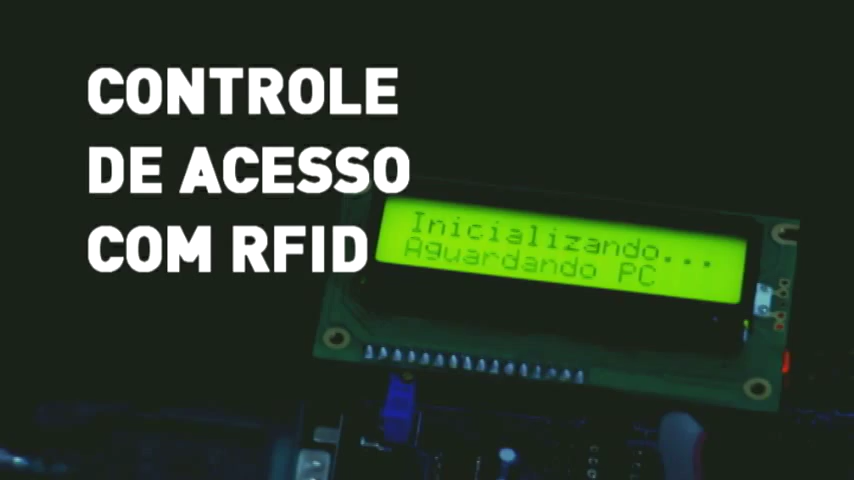 CONTROLE
DE ACESSO
COM RFID
Inicializando...
Aguardando PC